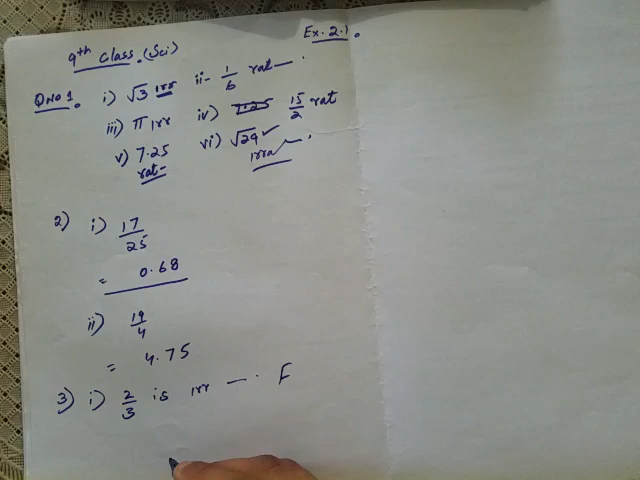 Ex. 2.1.
9th Class. (Sci)
Q NO 1. i) √3 irr ii- 1/6 rat
iii) π irr iv) 7.25 15/2 rat
v) 7.25 rat- vi) √29 irra
2) i) 17/25
= 0.68
ii) 19/4
= 4.75
3) i) 2/3 is irr — . F